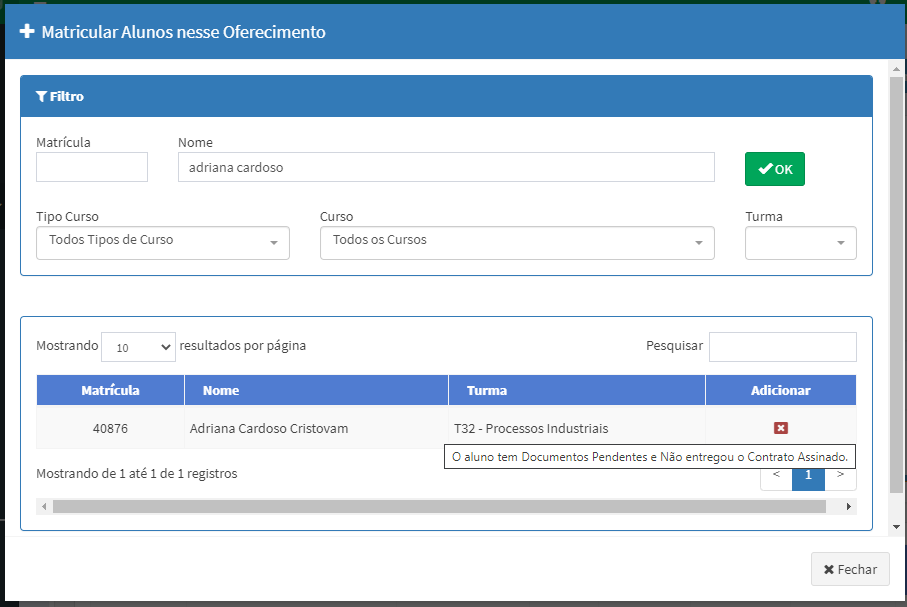 Matricular Alunos nesse Oferecimento
Filtro
Matrícula
Nome
adriana cardoso
OK
Tipo Curso
Curso
Turma
Todos Tipos de Curso
Todos os Cursos
Mostrando 10 resultados por página
Pesquisar
Matrícula Nome Turma Adicionar
40876 Adriana Cardoso Cristovam T32 - Processos Industriais
O aluno tem Documentos Pendentes e Não entregou o Contrato Assinado.
Mostrando de 1 até 1 de 1 registros
< 1 >
Fechar